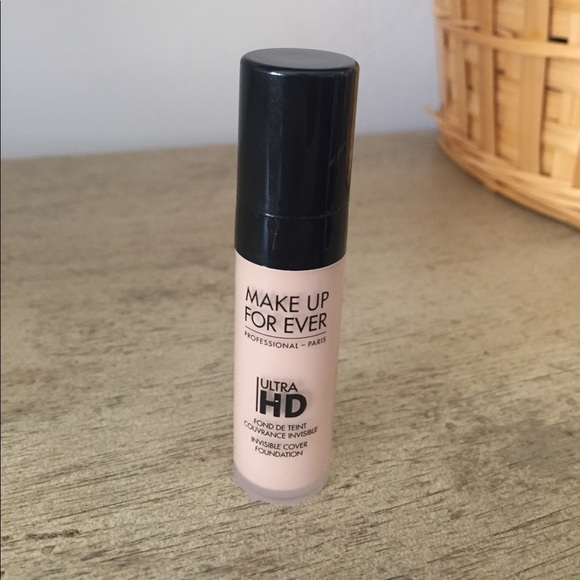 MAKE UP
FOR EVER
PROFESSIONAL – PARIS
ULTRA
HD
FOND DE TEINT
COUVRANCE INVISIBLE
INVISIBLE COVER
FOUNDATION